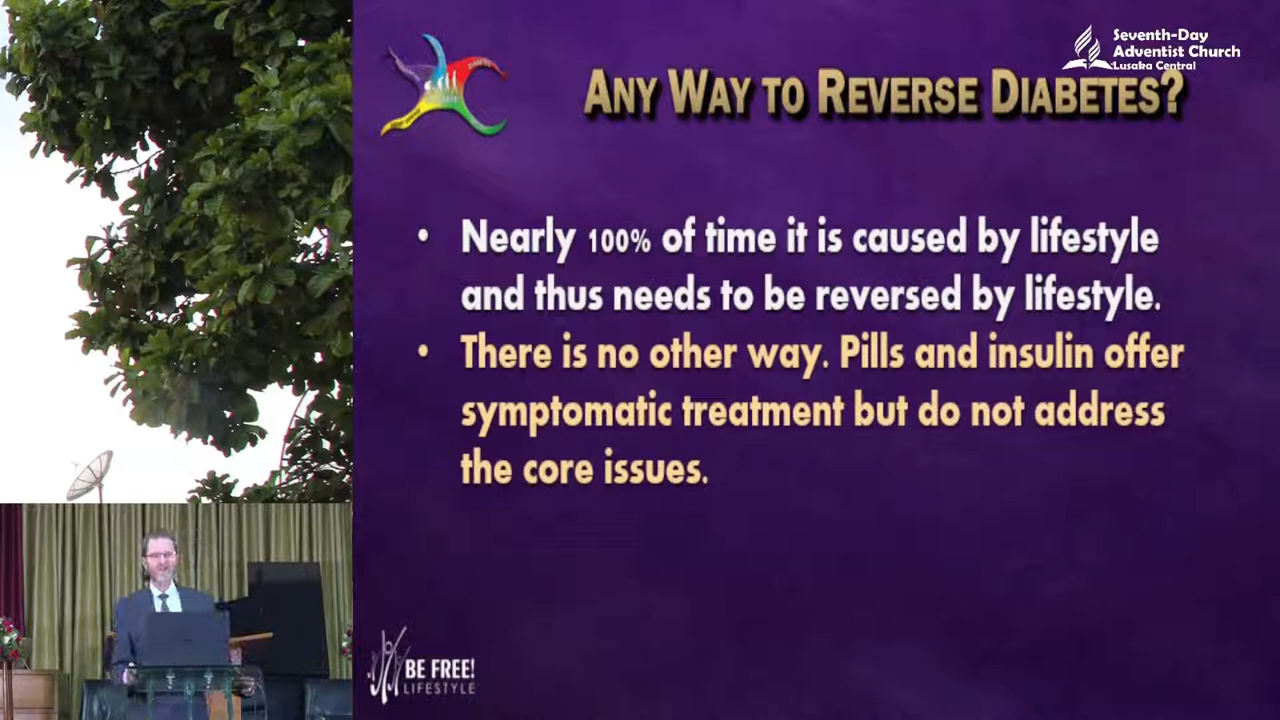 Seventh-Day
Adventist Church
Lusaka Central
DIABETES
ANY WAY TO REVERSE DIABETES?
• Nearly 100% of time it is caused by lifestyle
and thus needs to be reversed by lifestyle.
• There is no other way. Pills and insulin offer
symptomatic treatment but do not address
the core issues.
BE FREE!
LIFESTYLE